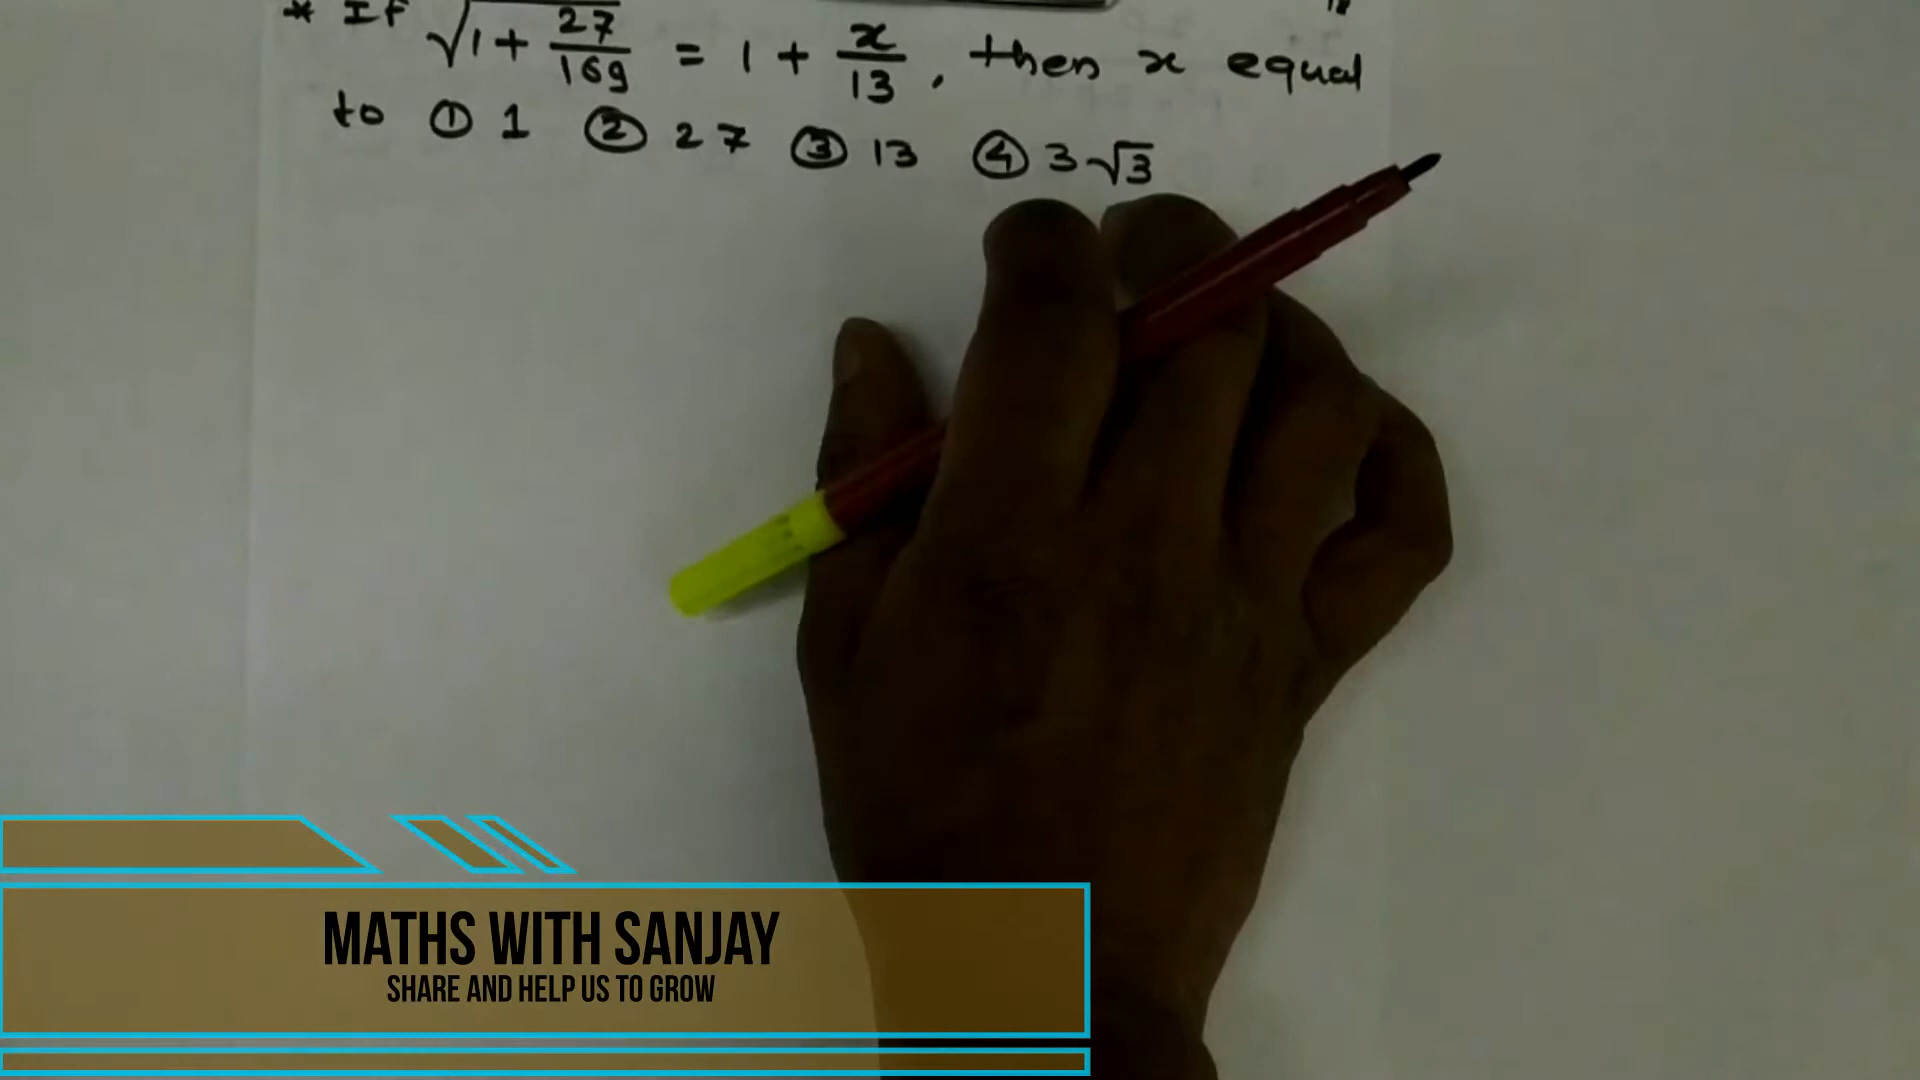 * If √1 + 27/169 = 1 + x/13, then x equal
to ① 1 ② 27 ③ 13 ④ 3√3
MATHS WITH SANJAY
SHARE AND HELP US TO GROW